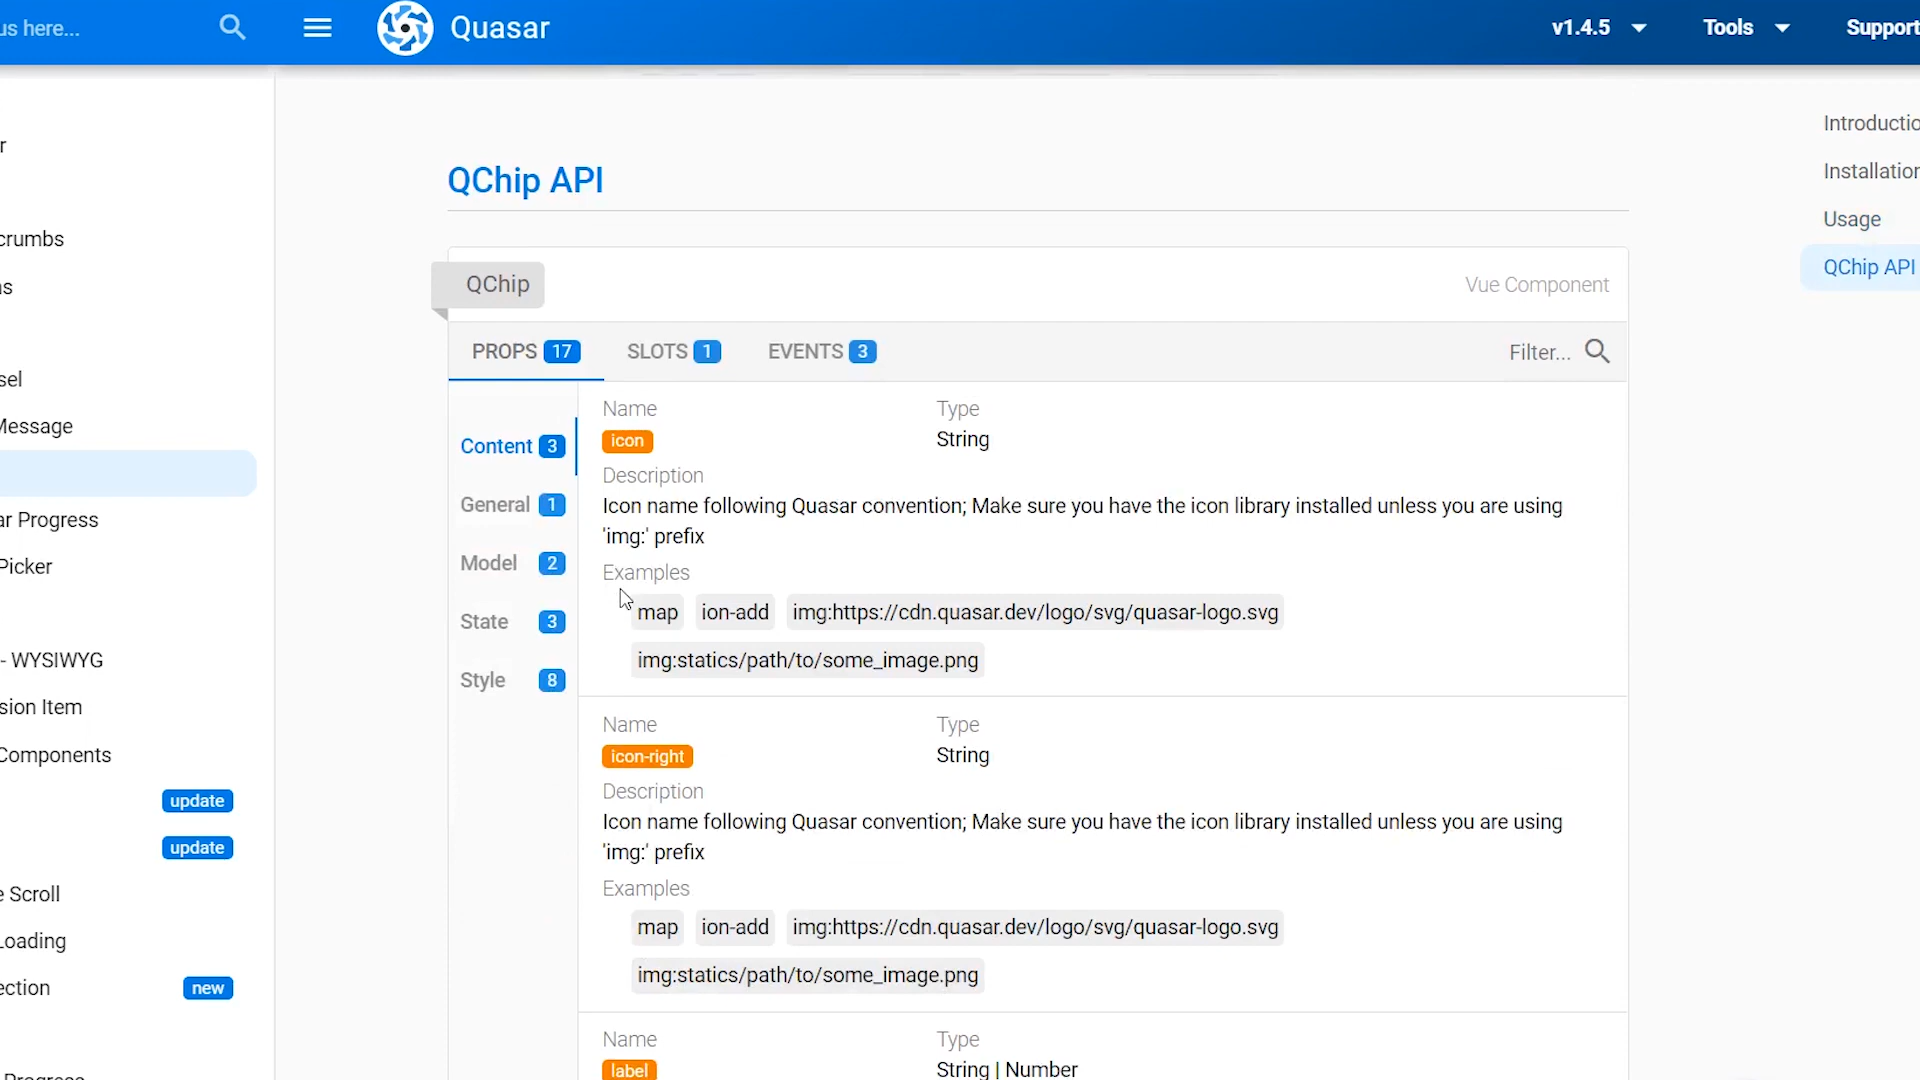 us here...
Quasar
v1.4.5
Tools
Support
r
crumbs
s
sel
Message
ar Progress
Picker
- WYSIWYG
sion Item
Components
update
update
e Scroll
Loading
ection
new
Progress
QChip API
QChip
Vue Component
PROPS 17
SLOTS 1
EVENTS 3
Filter...
Content 3
General 1
Model 2
State 3
Style 8
Name
Type
icon
String
Description
Icon name following Quasar convention; Make sure you have the icon library installed unless you are using
'img:' prefix
Examples
map ion-add img:https://cdn.quasar.dev/logo/svg/quasar-logo.svg
img:statics/path/to/some_image.png
Name
Type
icon-right
String
Description
Icon name following Quasar convention; Make sure you have the icon library installed unless you are using
'img:' prefix
Examples
map ion-add img:https://cdn.quasar.dev/logo/svg/quasar-logo.svg
img:statics/path/to/some_image.png
Name
Type
label
String | Number
Introductio
Installation
Usage
QChip API